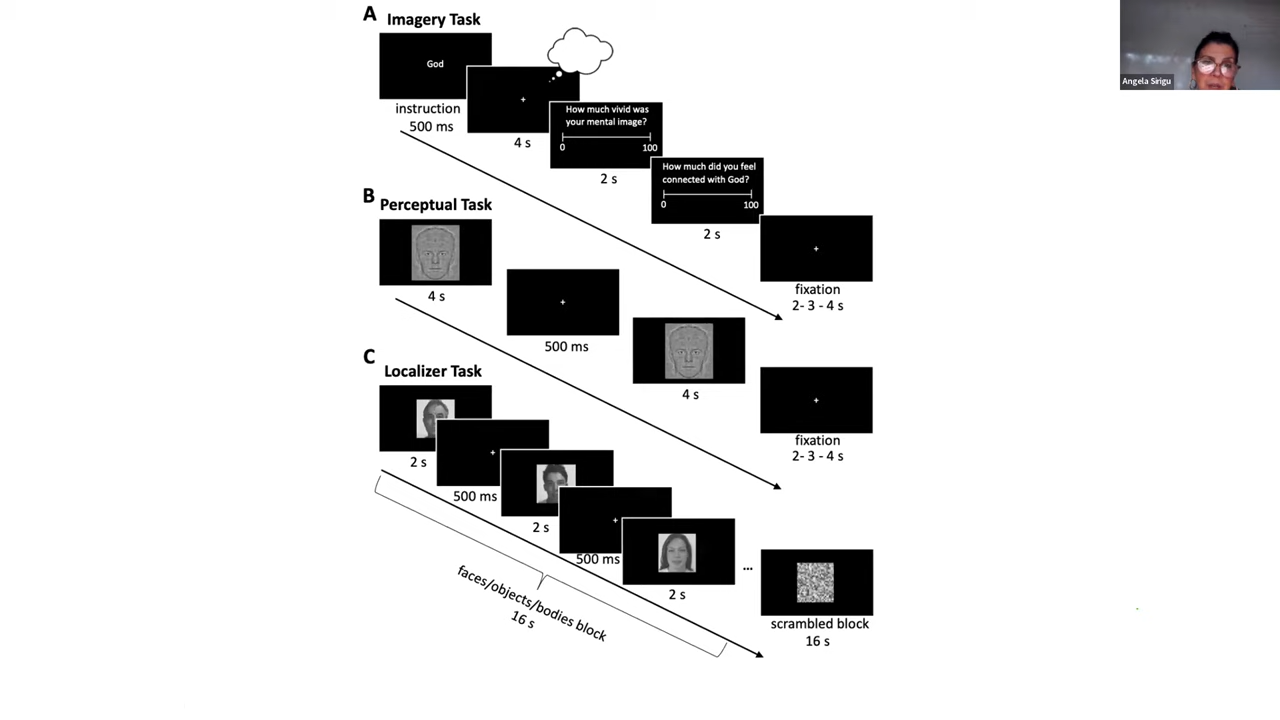 A
Imagery Task
God
instruction
500 ms
4 s
How much vivid was
your mental image?
0 100
2 s
How much did you feel
connected with God?
0 100
2 s
fixation
2- 3 - 4 s
B
Perceptual Task
4 s
500 ms
4 s
fixation
2- 3 - 4 s
C
Localizer Task
2 s
500 ms
2 s
500 ms
2 s
...
faces/objects/bodies block
16 s
scrambled block
16 s
Angela Sirigu